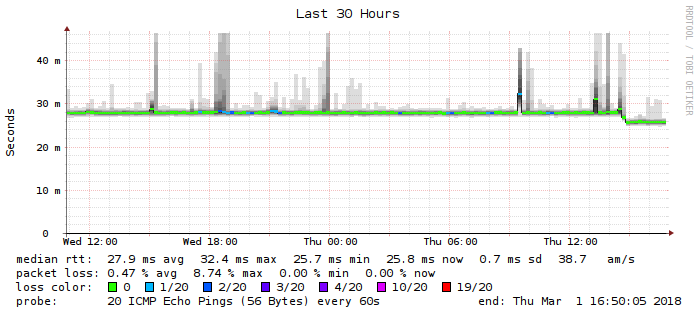 Last 30 Hours
RRDTOOL / TOBI OETIKER
Seconds
40 m
30 m
20 m
10 m
0
Wed 12:00 Wed 18:00 Thu 00:00 Thu 06:00 Thu 12:00
median rtt: 27.9 ms avg 32.4 ms max 25.7 ms min 25.8 ms now 0.7 ms sd 38.7 am/s
packet loss: 0.47 % avg 8.74 % max 0.00 % min 0.00 % now
loss color: 0 1/20 2/20 3/20 4/20 10/20 19/20
probe: 20 ICMP Echo Pings (56 Bytes) every 60s end: Thu Mar 1 16:50:05 2018